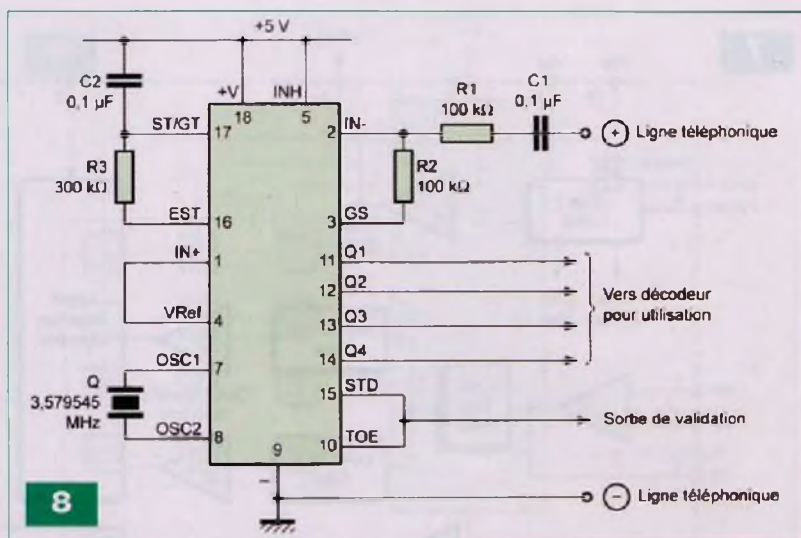 +5 V
C2
0,1 µF
+V
INH
18
5
ST/GT
17
R3
300 kΩ
EST
16
IN+
1
VRef
4
OSC1
7
Q
3,579545
MHz
OSC2
8
9
–
2
IN-
R1
100 kΩ
C1
0,1 µF
+ Ligne téléphonique
R2
100 kΩ
3
GS
11
Q1
12
Q2
13
Q3
14
Q4
Vers décodeur
pour utilisation
15
STD
Sortie de validation
10
TOE
– Ligne téléphonique
8